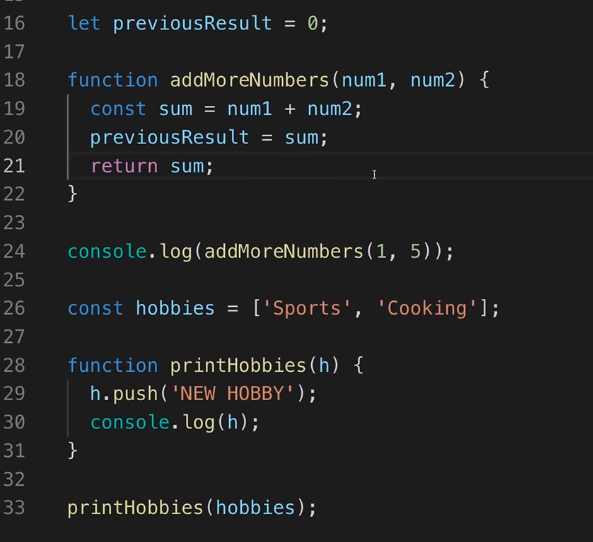 16 let previousResult = 0;
17
18 function addMoreNumbers(num1, num2) {
19   const sum = num1 + num2;
20   previousResult = sum;
21   return sum;
22 }
23
24 console.log(addMoreNumbers(1, 5));
25
26 const hobbies = ['Sports', 'Cooking'];
27
28 function printHobbies(h) {
29   h.push('NEW HOBBY');
30   console.log(h);
31 }
32
33 printHobbies(hobbies);